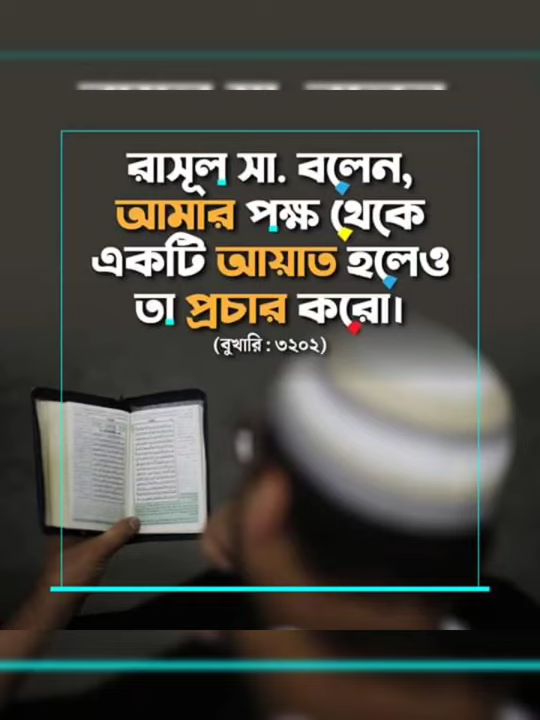 রাসূল সা. বলেন,
আমার পক্ষ থেকে
একটি আয়াত হলেও
তা প্রচার করো।
(বুখারি : ৩২০২)